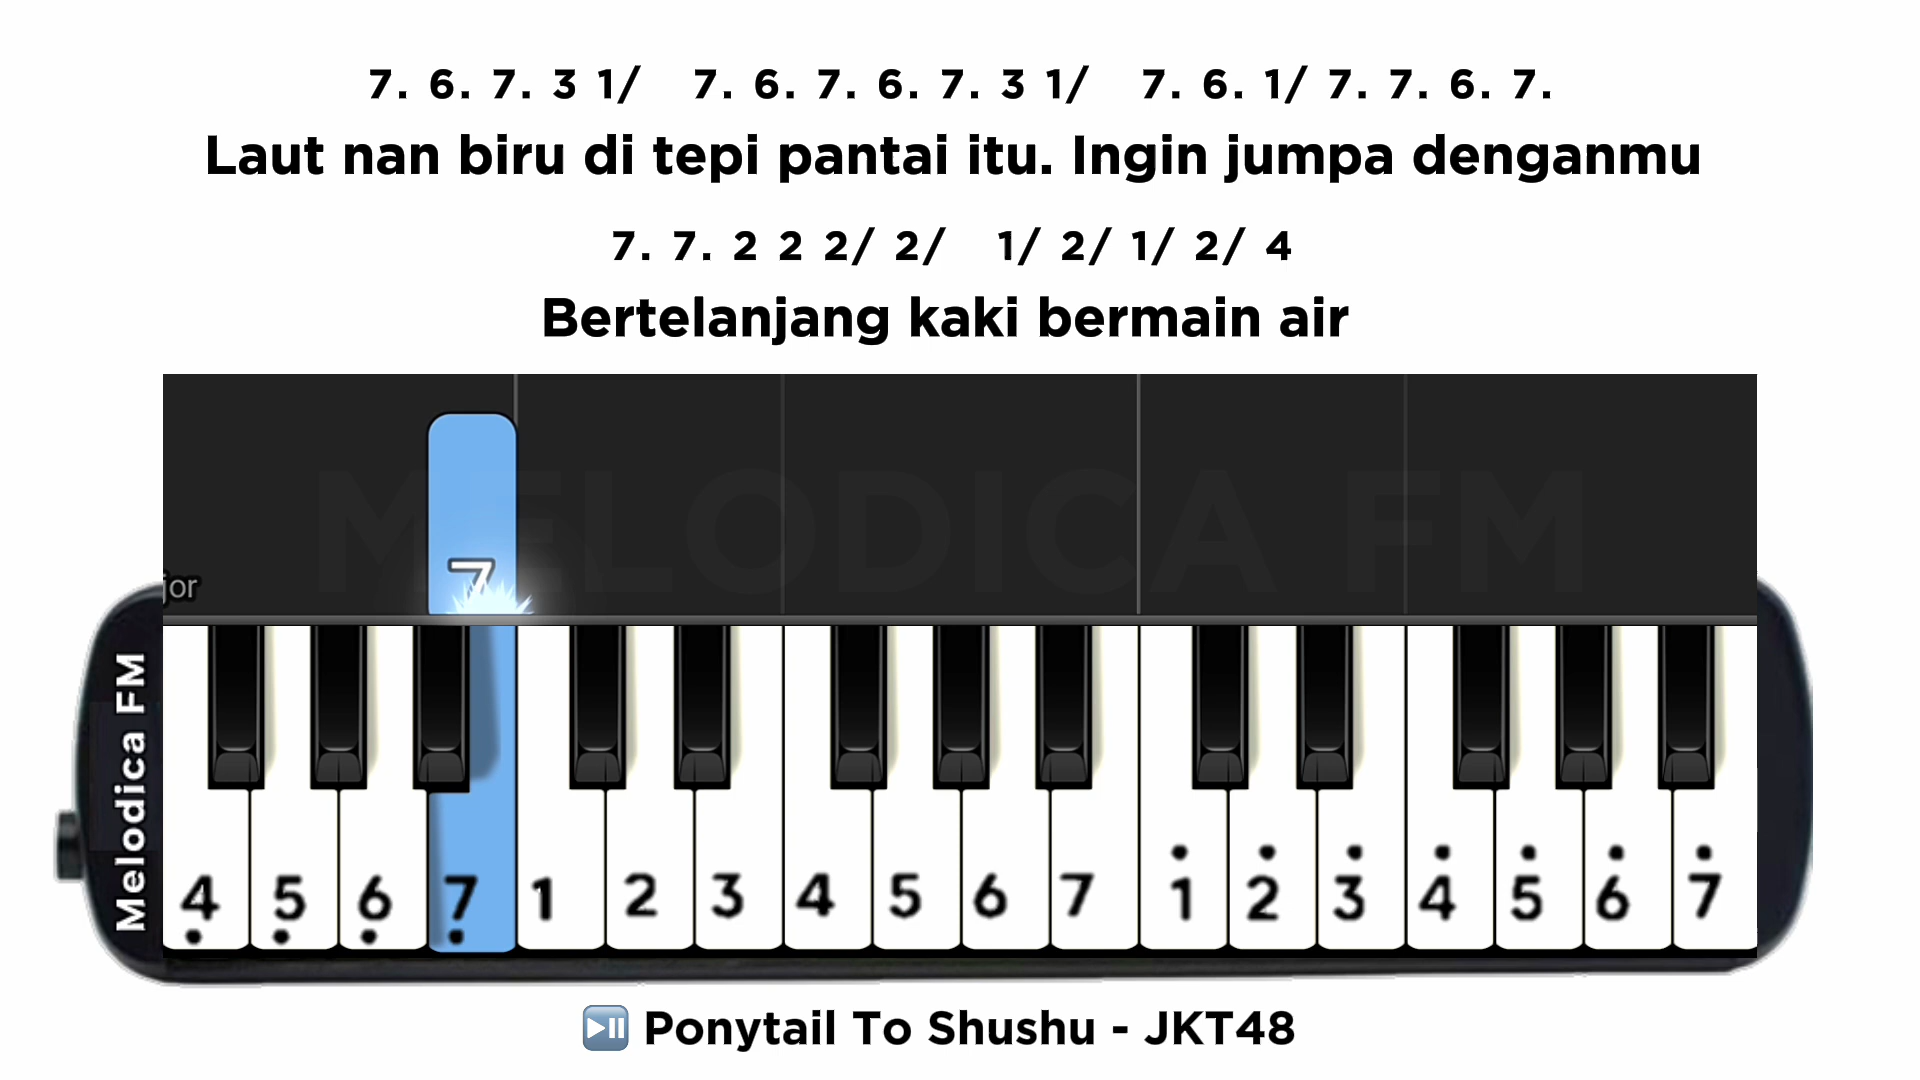 7. 6. 7. 3 1/ 7. 6. 7. 6. 7. 3 1/ 7. 6. 1/ 7. 7. 6. 7.
Laut nan biru di tepi pantai itu. Ingin jumpa denganmu
7. 7. 2 2 2/ 2/ 1/ 2/ 1/ 2/ 4
Bertelanjang kaki bermain air
MELODICA FM
7
jor
Melodica FM
4 5 6 7 1 2 3 4 5 6 7 1 2 3 4 5 6 7
⏯ Ponytail To Shushu - JKT48